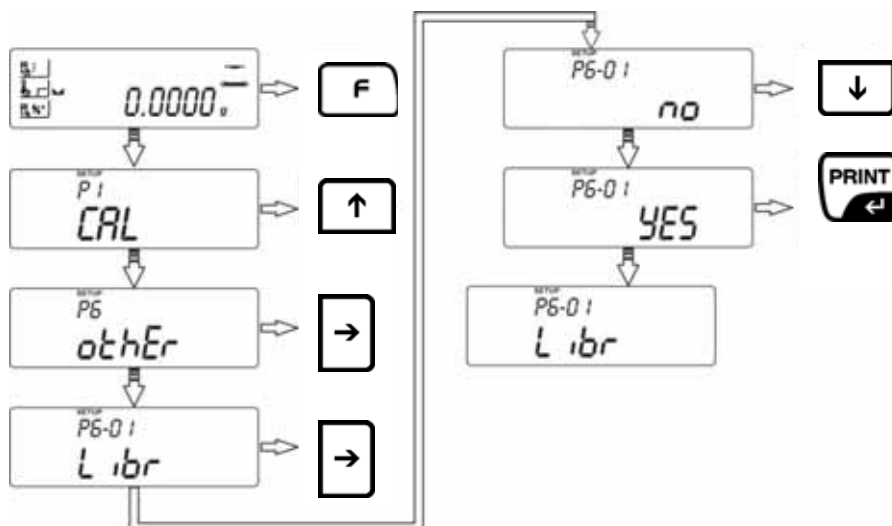 0.0000 g
F
SETUP
P1
CAL
SETUP
P6
othEr
SETUP
P6-01
Libr
SETUP
P6-01
no
SETUP
P6-01
YES
PRINT
SETUP
P6-01
Libr